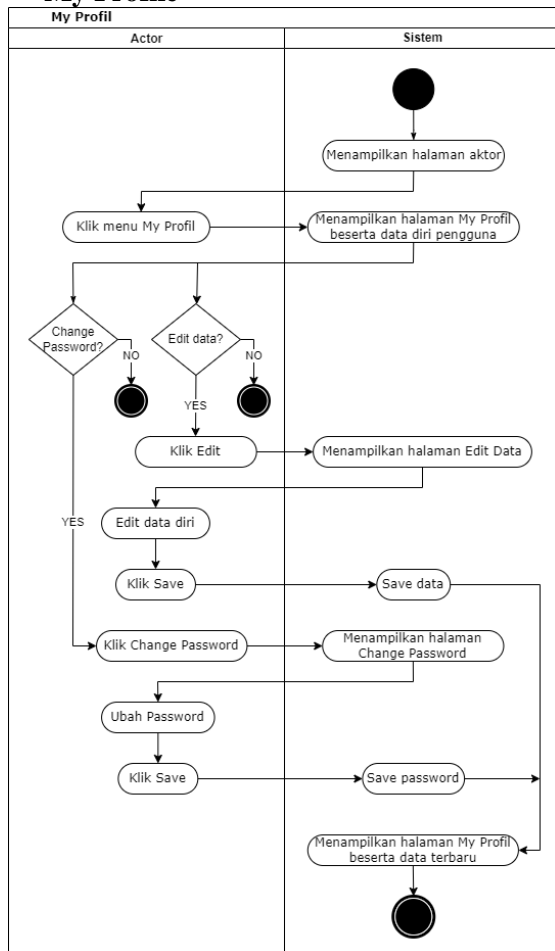 My Profil
Actor
Sistem
Menampilkan halaman aktor
Klik menu My Profil
Menampilkan halaman My Profil
beserta data diri pengguna
Change
Password?
Edit data?
NO
NO
YES
Klik Edit
Menampilkan halaman Edit Data
YES
Edit data diri
Klik Save
Save data
Klik Change Password
Menampilkan halaman
Change Password
Ubah Password
Klik Save
Save password
Menampilkan halaman My Profil
beserta data terbaru